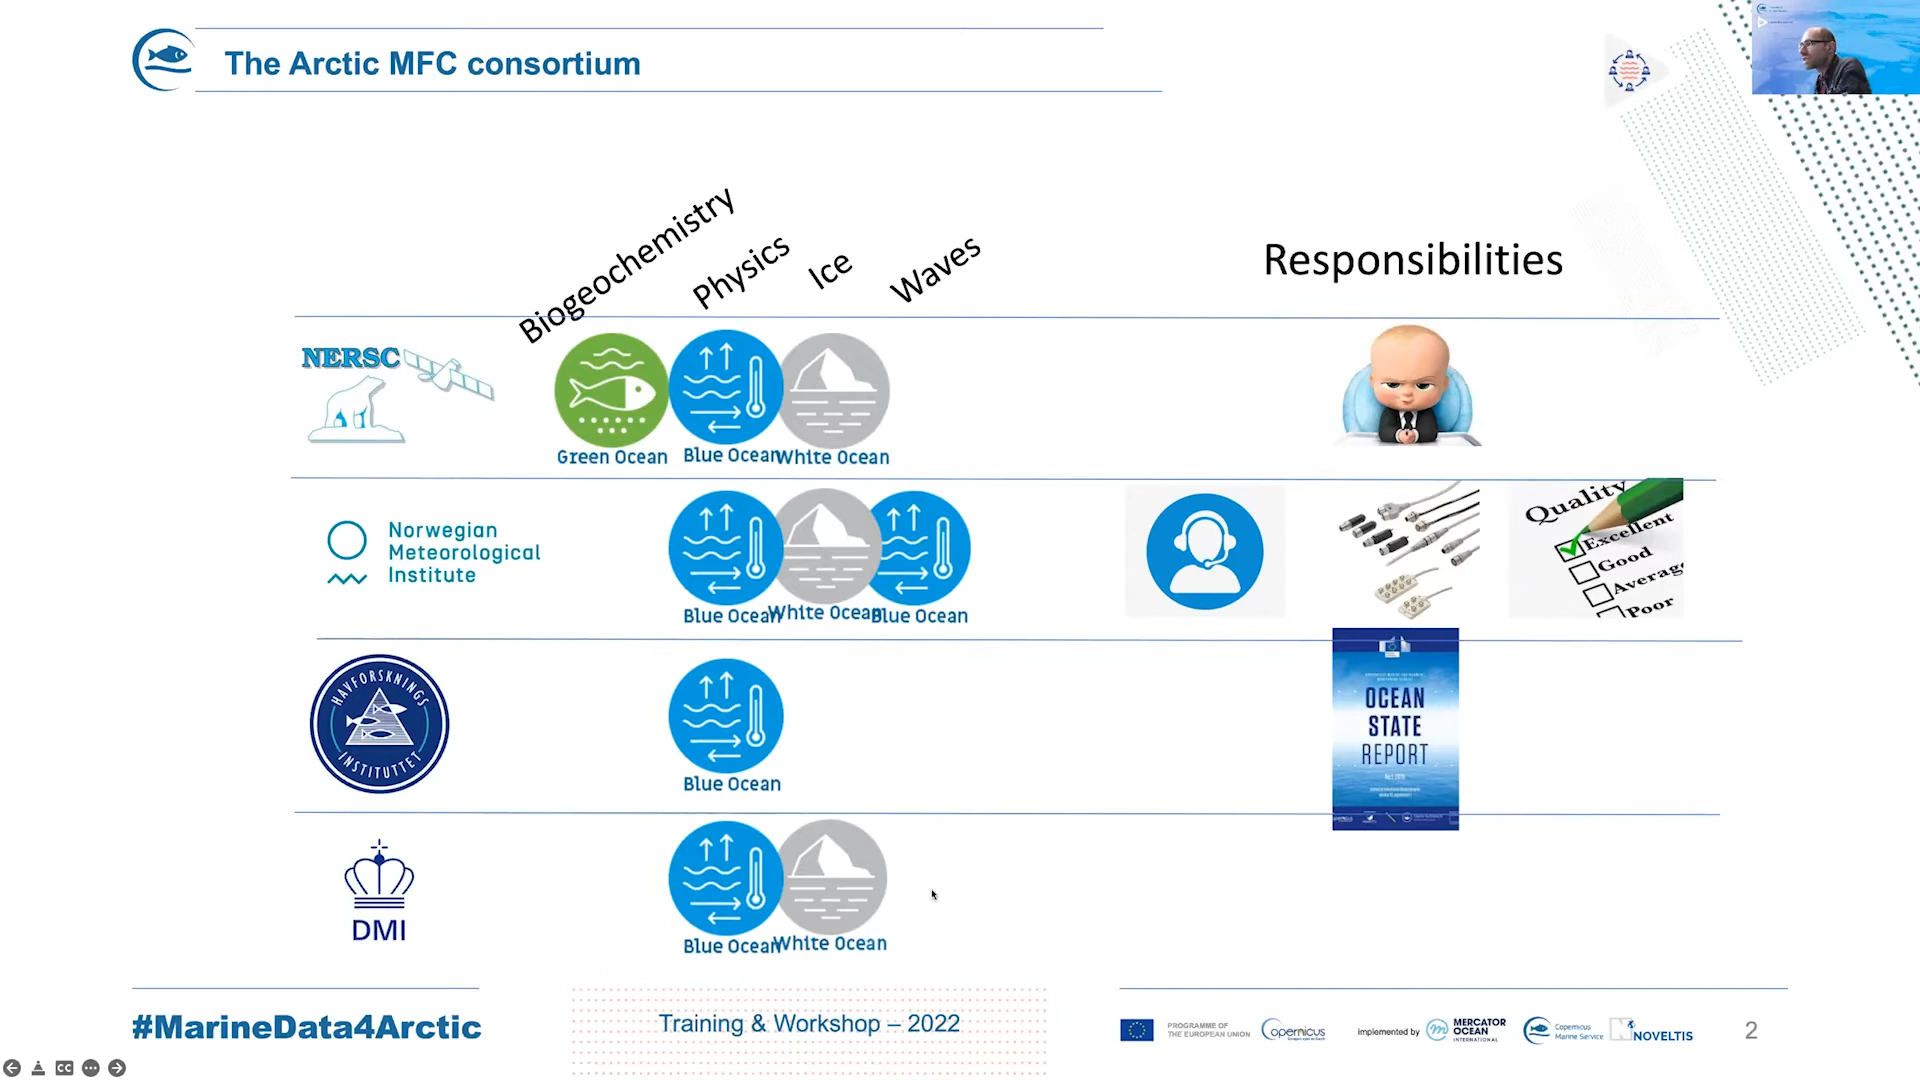 The Arctic MFC consortium
Biogeochemistry
Physics
Ice
Waves
Responsibilities
NERSC
Green Ocean
Blue Ocean
White Ocean
Norwegian
Meteorological
Institute
Blue Ocean
White Ocean
Blue Ocean
Quality
Excellent
Good
Average
Poor
HAVFORSKNINGS
INSTITUTTET
Blue Ocean
OCEAN
STATE
REPORT
DMI
Blue Ocean
White Ocean
#MarineData4Arctic
Training & Workshop – 2022
PROGRAMME OF
THE EUROPEAN UNION
opernicus
implemented by
MERCATOR
OCEAN
INTERNATIONAL
Copernicus
Marine Service
NOVELTIS
2
CC